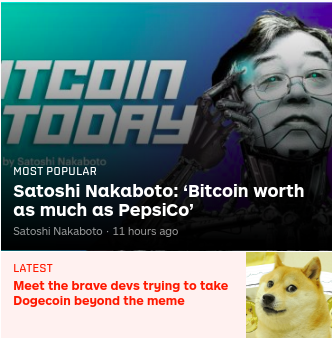 ITCOIN
TODAY
by Satoshi Nakaboto
MOST POPULAR
Satoshi Nakaboto: ‘Bitcoin worth
as much as PepsiCo’
Satoshi Nakaboto · 11 hours ago
LATEST
Meet the brave devs trying to take
Dogecoin beyond the meme